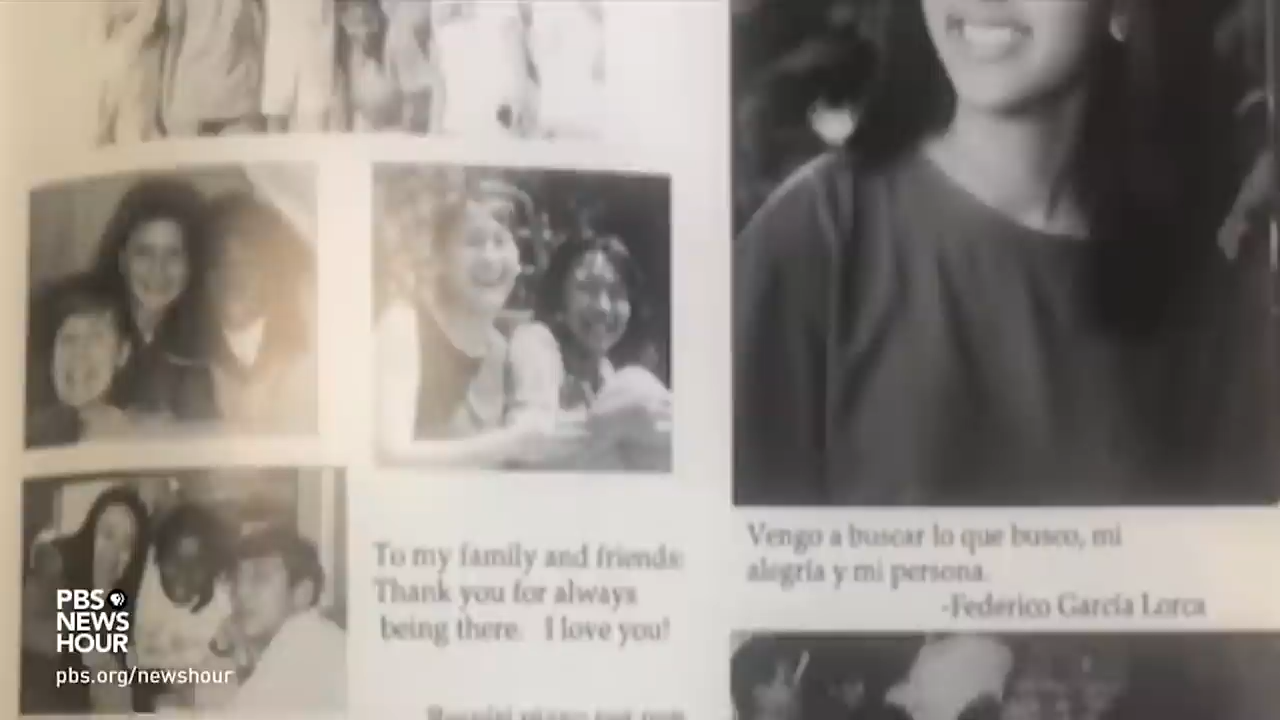 To my family and friends:
Thank you for always
being there. I love you!
Vengo a buscar lo que busco, mi
alegría y mi persona.
-Federico García Lorca
PBS
NEWS
HOUR
pbs.org/newshour